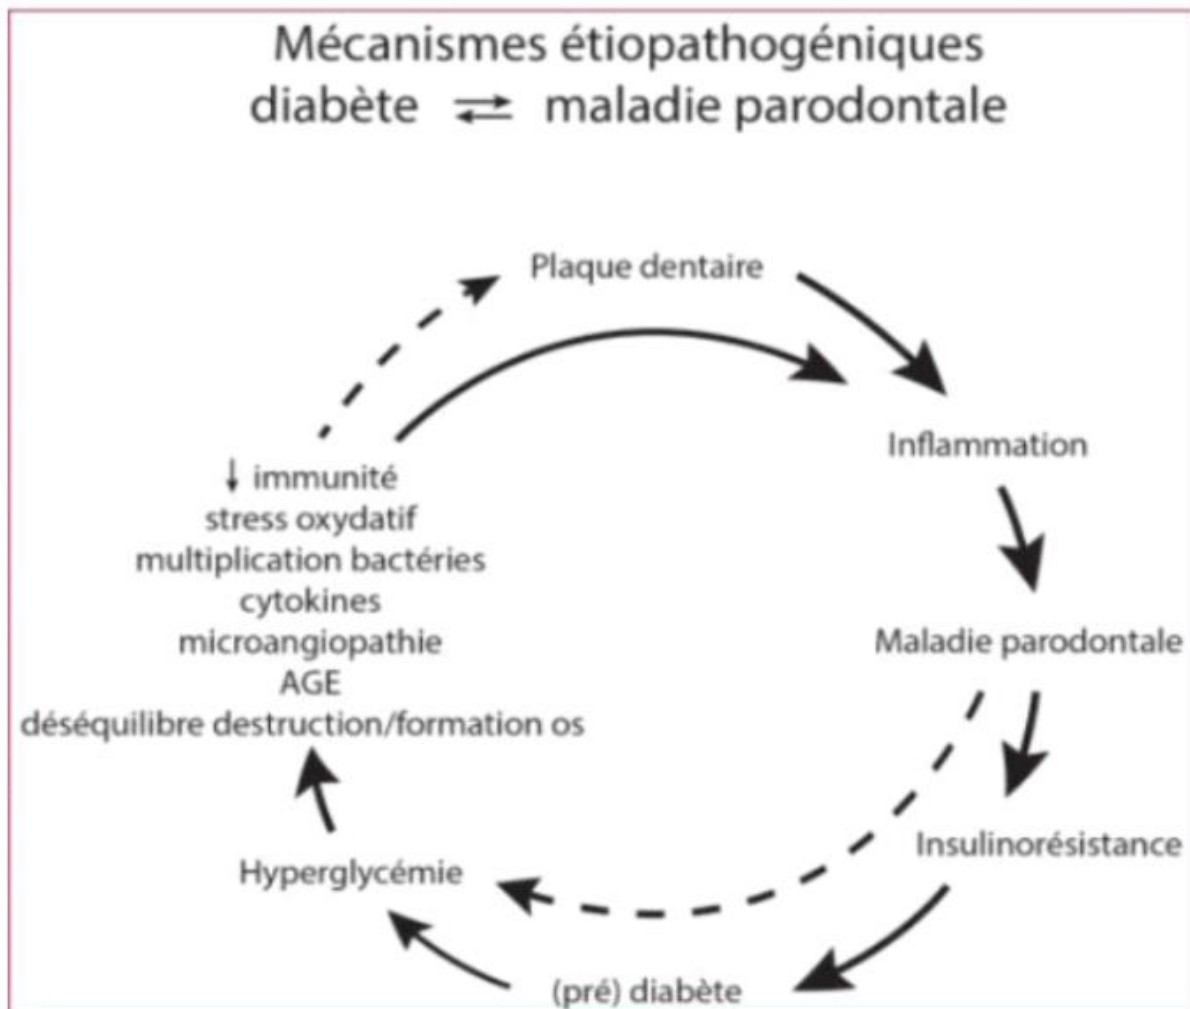 Mécanismes étiopathogéniques
diabète ⇄ maladie parodontale
Plaque dentaire
Inflammation
↓ immunité
stress oxydatif
multiplication bactéries
cytokines
microangiopathie
AGE
déséquilibre destruction/formation os
Maladie parodontale
Insulinorésistance
Hyperglycémie
(pré) diabète